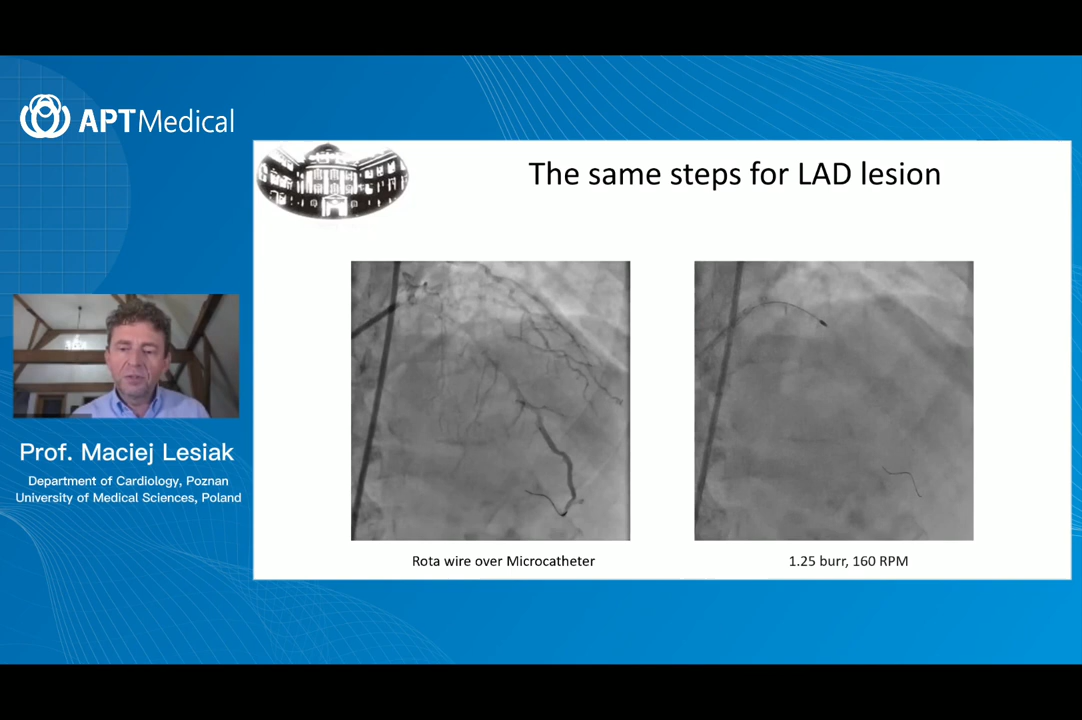 APTMedical
The same steps for LAD lesion
Prof. Maciej Lesiak
Department of Cardiology, Poznan
University of Medical Sciences, Poland
Rota wire over Microcatheter
1.25 burr, 160 RPM